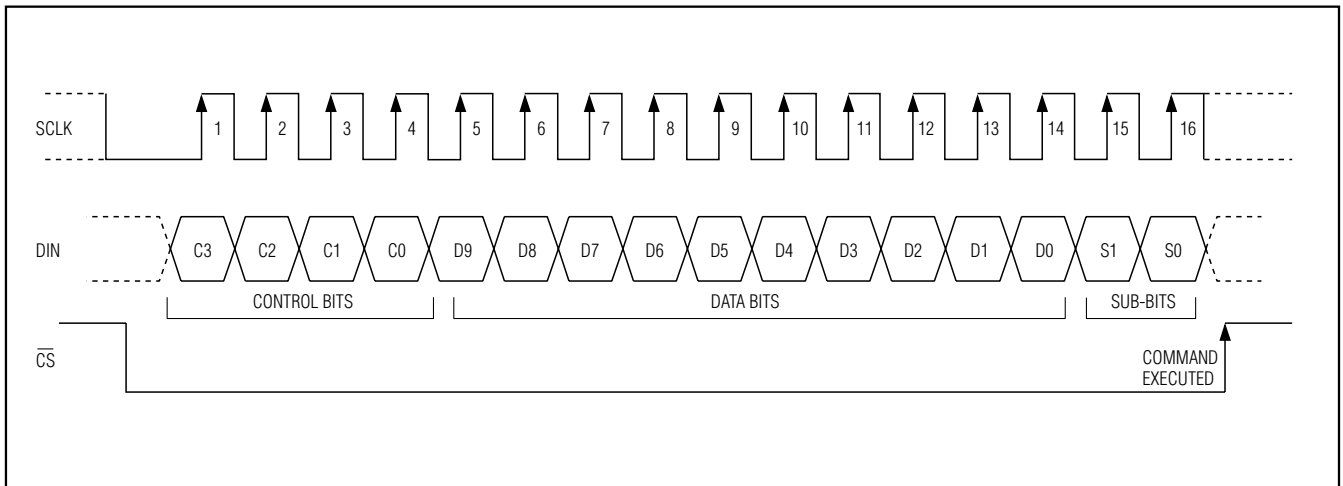 SCLK
1 2 3 4 5 6 7 8 9 10 11 12 13 14 15 16
DIN
C3 C2 C1 C0 D9 D8 D7 D6 D5 D4 D3 D2 D1 D0 S1 S0
CONTROL BITS DATA BITS SUB-BITS
C̅S̅
COMMAND
EXECUTED